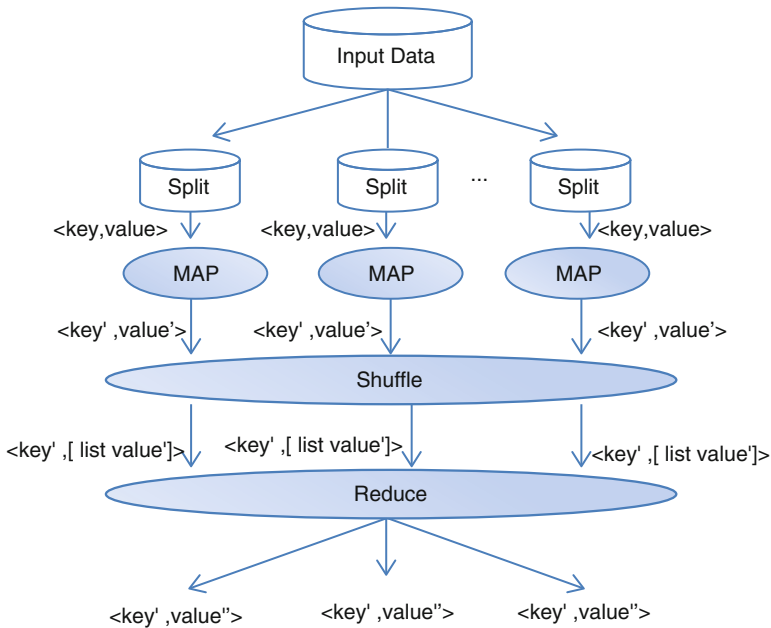 Input Data
Split
Split
...
Split
<key,value>
<key,value>
<key,value>
MAP
MAP
MAP
<key' ,value'>
<key' ,value'>
<key' ,value'>
Shuffle
<key' ,[ list value']>
<key' ,[ list value']>
<key' ,[ list value']>
Reduce
<key' ,value''>
<key' ,value''>
<key' ,value''>